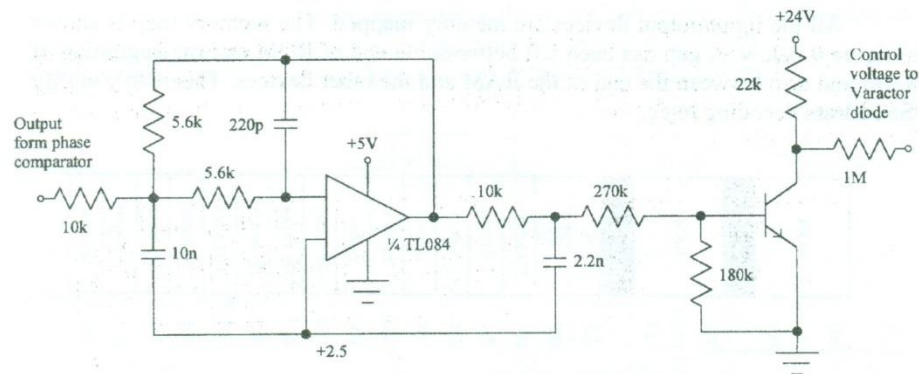 +24V
Control
voltage to
Varactor
diode
22k
5.6k
220p
Output
form phase
comparator
+5V
5.6k
1M
10k
270k
10k
¼ TL084
10n
2.2n
180k
+2.5